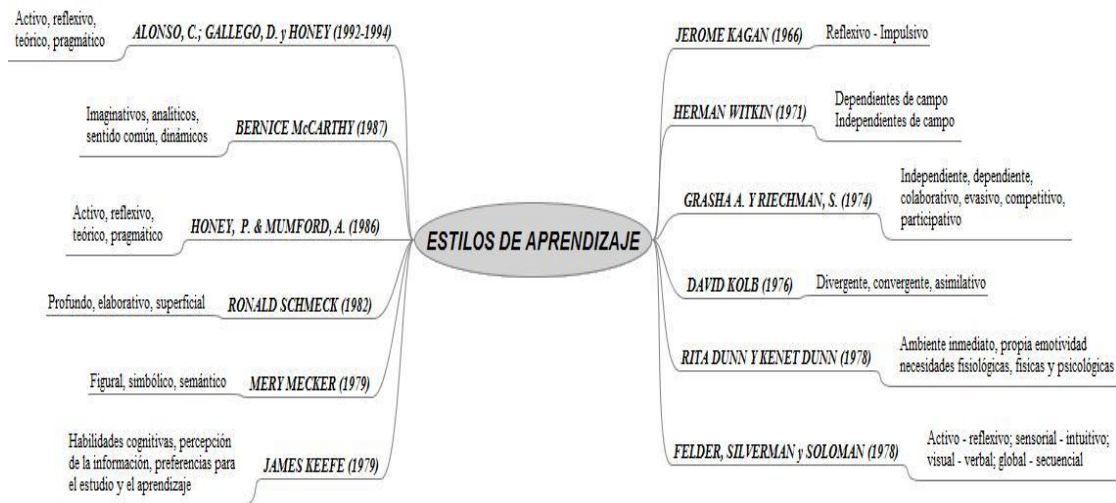 Activo, reflexivo,
teórico, pragmático
ALONSO, C.; GALLEGO, D. y HONEY (1992-1994)
Imaginativos, analíticos,
sentido común, dinámicos
BERNICE McCARTHY (1987)
Activo, reflexivo,
teórico, pragmático
HONEY, P. & MUMFORD, A. (1986)
Profundo, elaborativo, superficial
RONALD SCHMECK (1982)
Figural, simbólico, semántico
MERY MECKER (1979)
Habilidades cognitivas, percepción
de la información, preferencias para
el estudio y el aprendizaje
JAMES KEEFE (1979)
ESTILOS DE APRENDIZAJE
JEROME KAGAN (1966)
Reflexivo - Impulsivo
HERMAN WITKIN (1971)
Dependientes de campo
Independientes de campo
GRASHA A. Y RIECHMAN, S. (1974)
Independiente, dependiente,
colaborativo, evasivo, competitivo,
participativo
DAVID KOLB (1976)
Divergente, convergente, asimilativo
RITA DUNN Y KENET DUNN (1978)
Ambiente inmediato, propia emotividad
necesidades fisiológicas, físicas y psicológicas
FELDER, SILVERMAN y SOLOMAN (1978)
Activo - reflexivo; sensorial - intuitivo;
visual - verbal; global - secuencial